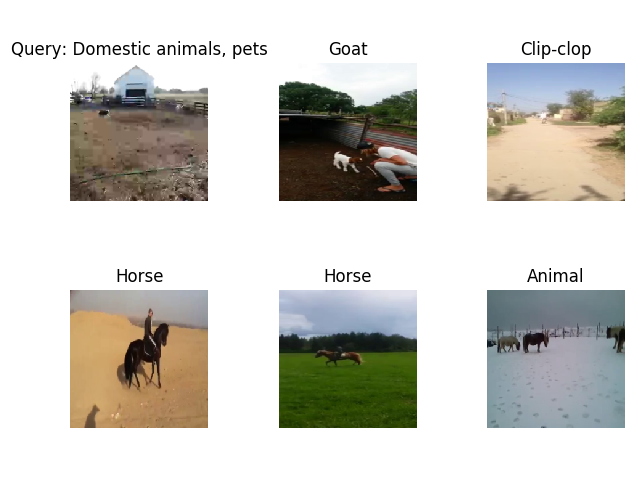 Query: Domestic animals, pets
Goat
Clip-clop
Horse
Horse
Animal